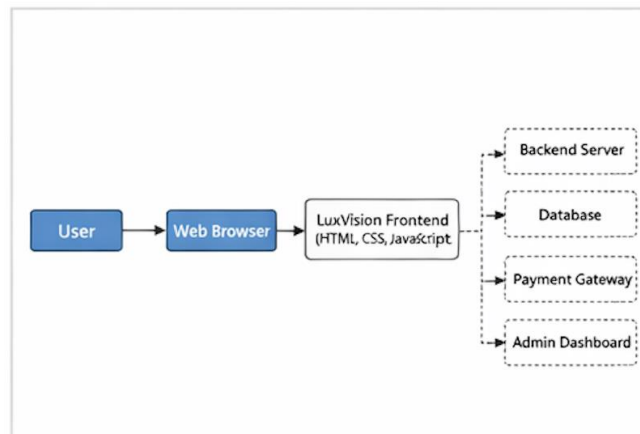 User
Web Browser
LuxVision Frontend
(HTML, CSS, JavaScript
Backend Server
Database
Payment Gateway
Admin Dashboard